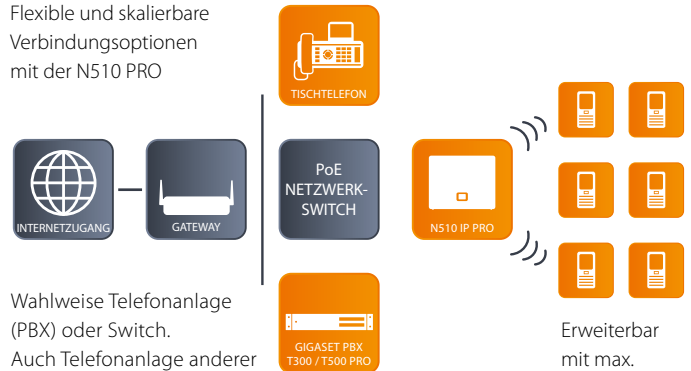 Flexible und skalierbare
Verbindungsoptionen
mit der N510 PRO
TISCHTELEFON
INTERNETZUGANG
GATEWAY
PoE
NETZWERK-
SWITCH
N510 IP PRO
Wahlweise Telefonanlage
(PBX) oder Switch.
Auch Telefonanlage anderer
GIGASET PBX
T300 / T500 PRO
Erweiterbar
mit max.